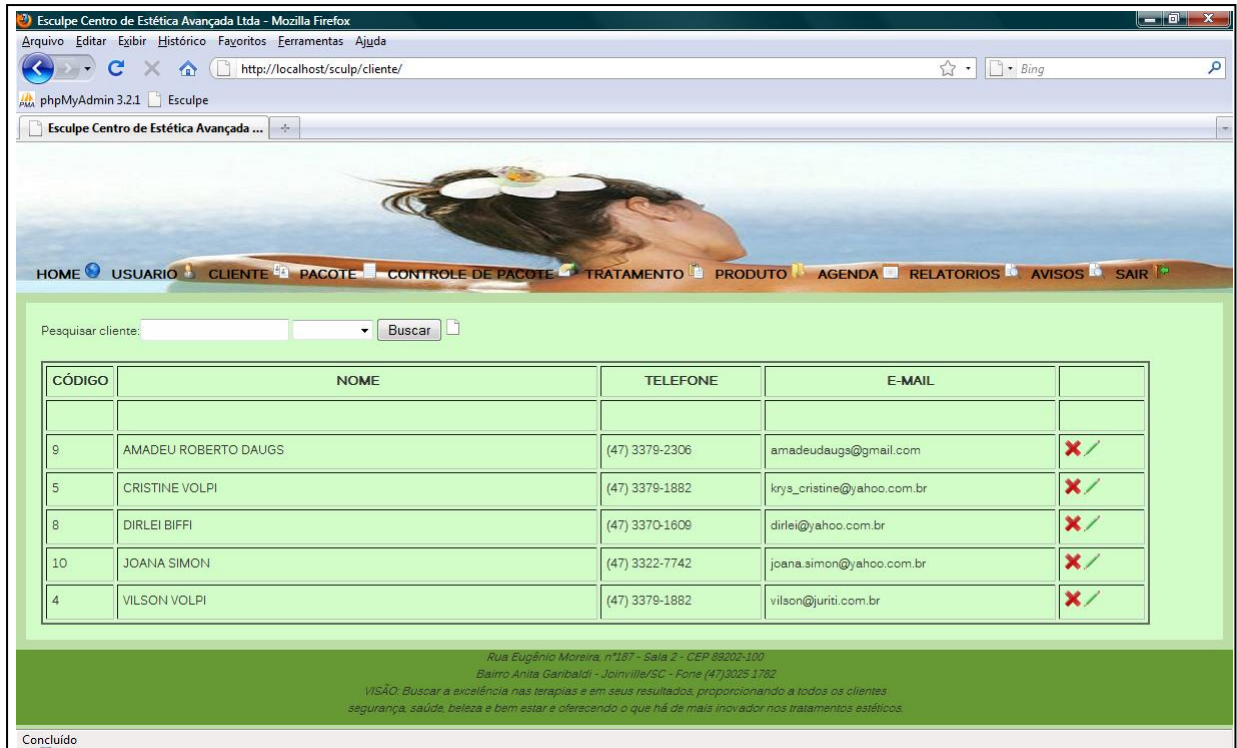 Esculpe Centro de Estética Avançada Ltda - Mozilla Firefox
Arquivo Editar Exibir Histórico Favoritos Ferramentas Ajuda
http://localhost/sculp/cliente/ Bing
PMA phpMyAdmin 3.2.1 Esculpe
Esculpe Centro de Estética Avançada ...
HOME USUARIO CLIENTE PACOTE CONTROLE DE PACOTE TRATAMENTO PRODUTO AGENDA RELATORIOS AVISOS SAIR
Pesquisar cliente: Buscar
CÓDIGO NOME TELEFONE E-MAIL
9 AMADEU ROBERTO DAUGS (47) 3379-2306 amadeudaugs@gmail.com
5 CRISTINE VOLPI (47) 3379-1882 krys_cristine@yahoo.com.br
8 DIRLEI BIFFI (47) 3370-1609 dirlei@yahoo.com.br
10 JOANA SIMON (47) 3322-7742 joana.simon@yahoo.com.br
4 VILSON VOLPI (47) 3379-1882 vilson@juriti.com.br
Rua Eugênio Moreira, nº187 - Sala 2 - CEP 89202-100
Bairro Anita Garibaldi - Joinville/SC - Fone (47)3025 1782
VISÃO: Buscar a excelência nas terapias e em seus resultados, proporcionando a todos os clientes
segurança, saúde, beleza e bem estar e oferecendo o que há de mais inovador nos tratamentos estéticos.
Concluído